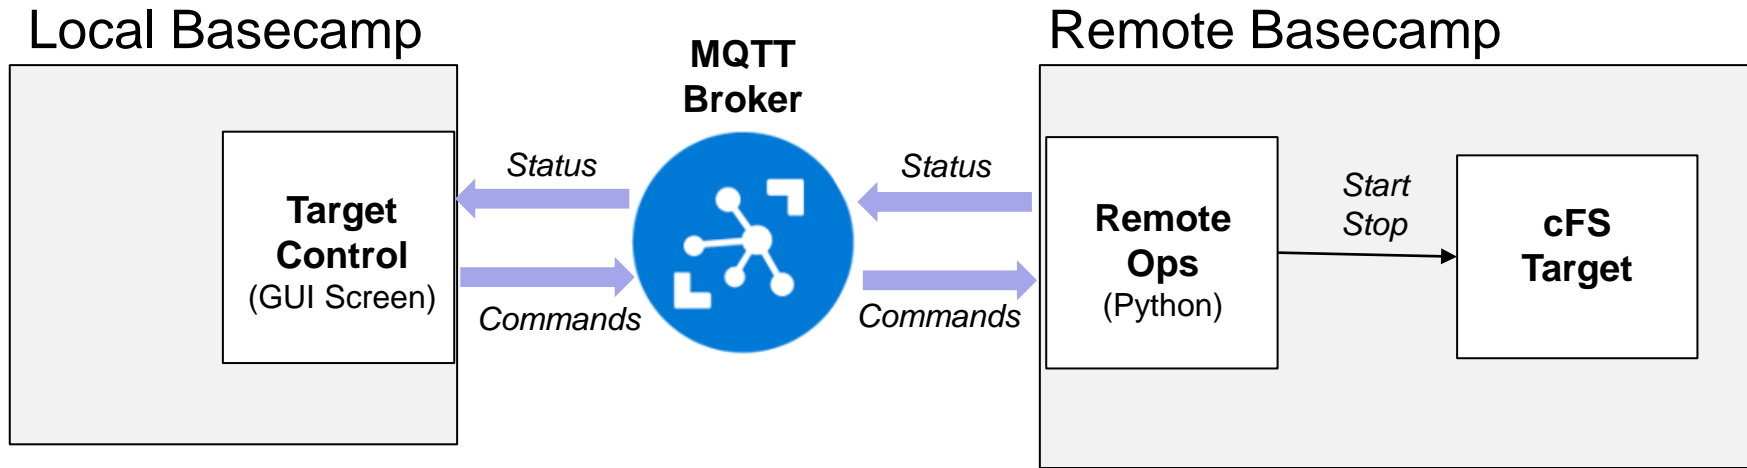 Local Basecamp
MQTT
Broker
Remote Basecamp
Target
Control
(GUI Screen)
Status
Commands
Status
Commands
Remote
Ops
(Python)
Start
Stop
cFS
Target